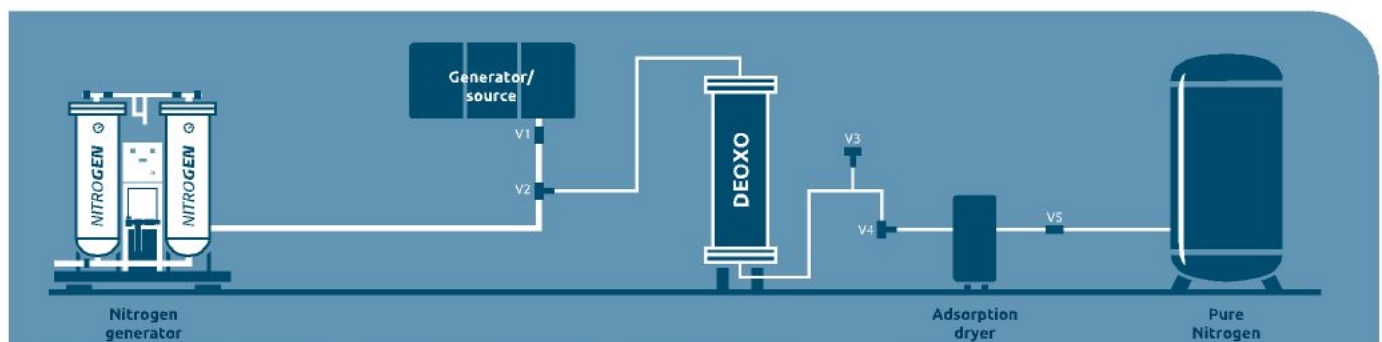 Generator/
source
V1
V2
NITROGEN
NITROGEN
DEOXO
V3
V4
V5
Nitrogen
generator
Adsorption
dryer
Pure
Nitrogen